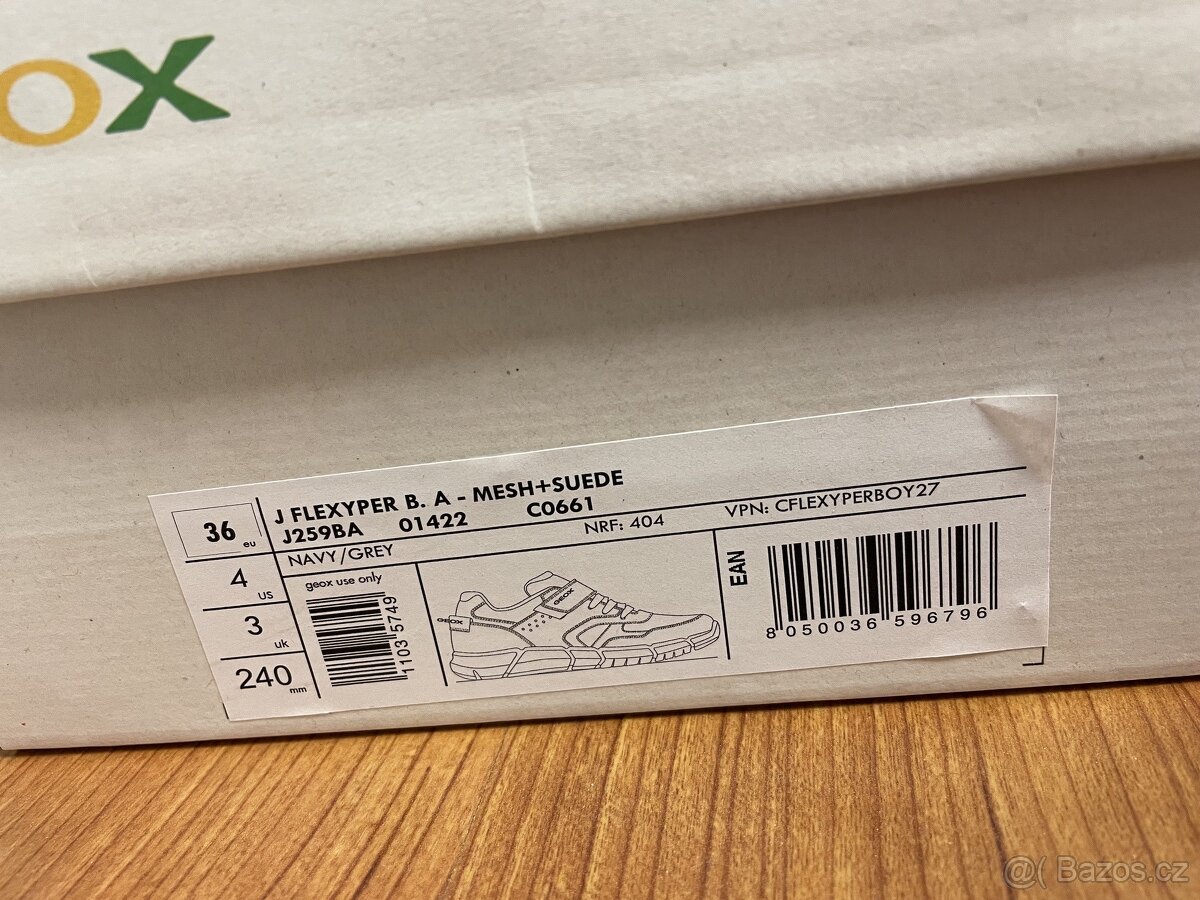 OX
36 eu
4 us
3 uk
240 mm
J FLEXYPER B. A - MESH+SUEDE
J259BA 01422 C0661
NAVY/GREY NRF: 404 VPN: CFLEXYPERBOY27
geox use only
1103 5749
GEOX
GEOX
EAN
8 050036 596796
@( Bazos.cz